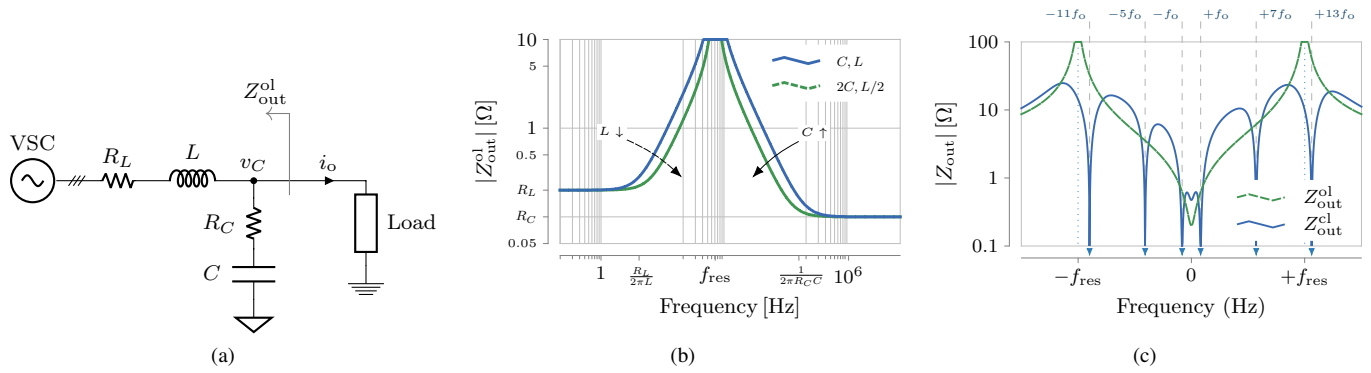 VSC
R_L
L
v_C
Z_out^ol
i_o
R_C
C
Load
(a)
|Z_out^ol| [Ω]
10
5
1
0.5
R_L
R_C
0.05
C, L
2C, L/2
L ↓
C ↑
1
R_L/2πL
f_res
1/2πR_C C
10^6
Frequency [Hz]
(b)
−11f_o
−5f_o
−f_o
+f_o
+7f_o
+13f_o
|Z_out| [Ω]
100
10
1
0.1
Z_out^ol
Z_out^cl
−f_res
0
+f_res
Frequency (Hz)
(c)